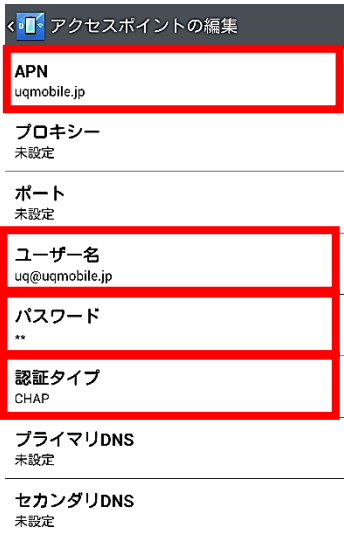 アクセスポイントの編集
APN
uqmobile.jp
プロキシー
未設定
ポート
未設定
ユーザー名
uq@uqmobile.jp
パスワード
**
認証タイプ
CHAP
プライマリDNS
未設定
セカンダリDNS
未設定